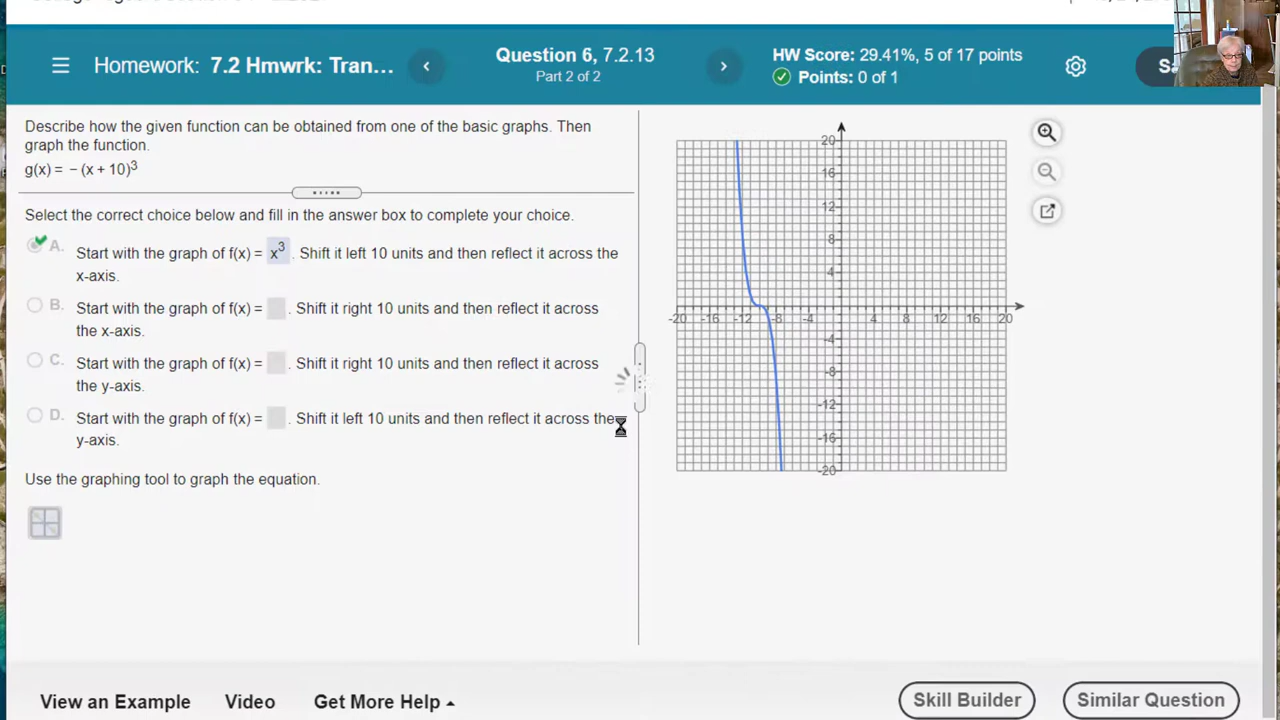 Homework: 7.2 Hmwrk: Tran...
Question 6, 7.2.13
Part 2 of 2
HW Score: 29.41%, 5 of 17 points
Points: 0 of 1
Describe how the given function can be obtained from one of the basic graphs. Then
graph the function.
g(x) = − (x + 10)³
Select the correct choice below and fill in the answer box to complete your choice.
A. Start with the graph of f(x) = x³. Shift it left 10 units and then reflect it across the
x-axis.
B. Start with the graph of f(x) = . Shift it right 10 units and then reflect it across
the x-axis.
C. Start with the graph of f(x) = . Shift it right 10 units and then reflect it across
the y-axis.
D. Start with the graph of f(x) = . Shift it left 10 units and then reflect it across the
y-axis.
Use the graphing tool to graph the equation.
20
16
12
8
4
-20 -16 -12 -8 -4 4 8 12 16 20
-4
-8
-12
-16
-20
View an Example Video Get More Help
Skill Builder Similar Question